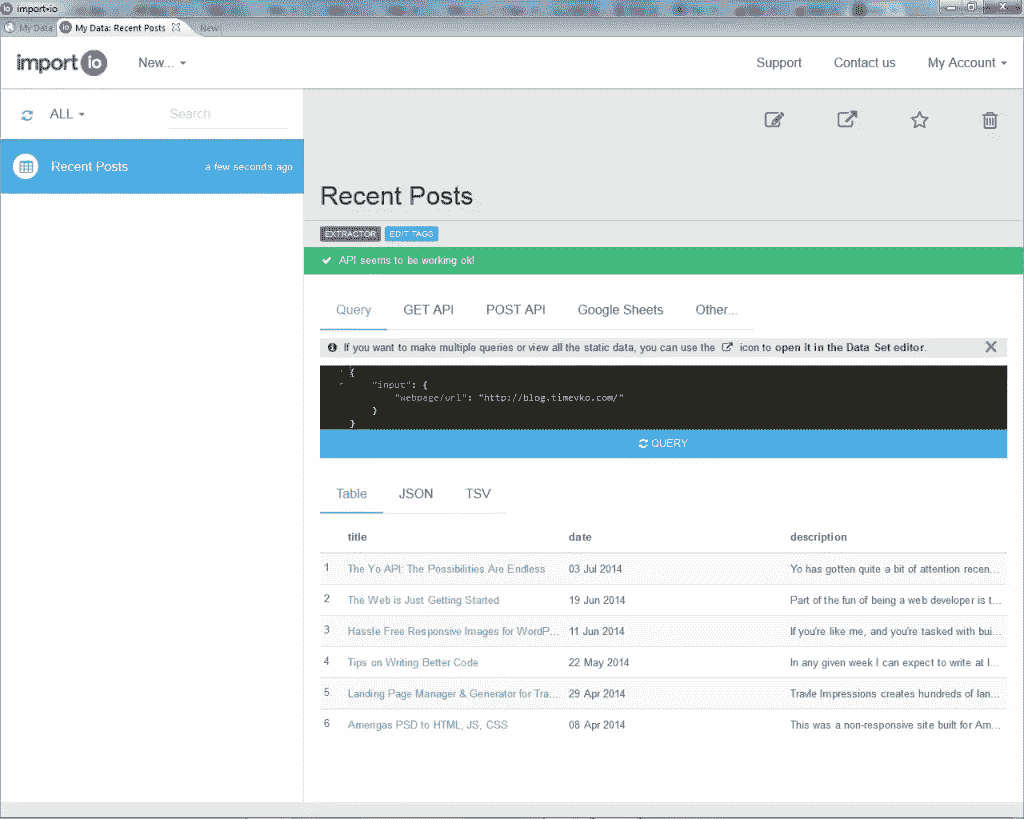 import•io
My Data My Data: Recent Posts New
import io New... Support Contact us My Account
ALL Search
Recent Posts a few seconds ago
Recent Posts
EXTRACTOR EDIT TAGS
API seems to be working ok!
Query GET API POST API Google Sheets Other...
If you want to make multiple queries or view all the static data, you can use the icon to open it in the Data Set editor.
{
"input": {
"webpage/url": "http://blog.timevko.com/"
}
}
QUERY
Table JSON TSV
title date description
1 The Yo API: The Possibilities Are Endless 03 Jul 2014 Yo has gotten quite a bit of attention recen...
2 The Web is Just Getting Started 19 Jun 2014 Part of the fun of being a web developer is t...
3 Hassle Free Responsive Images for WordP... 11 Jun 2014 If you're like me, and you're tasked with bui...
4 Tips on Writing Better Code 22 May 2014 In any given week I can expect to write at l...
5 Landing Page Manager & Generator for Tra... 29 Apr 2014 Travle Impressions creates hundreds of lan...
6 Amerigas PSD to HTML, JS, CSS 08 Apr 2014 This was a non-responsive site built for Am...